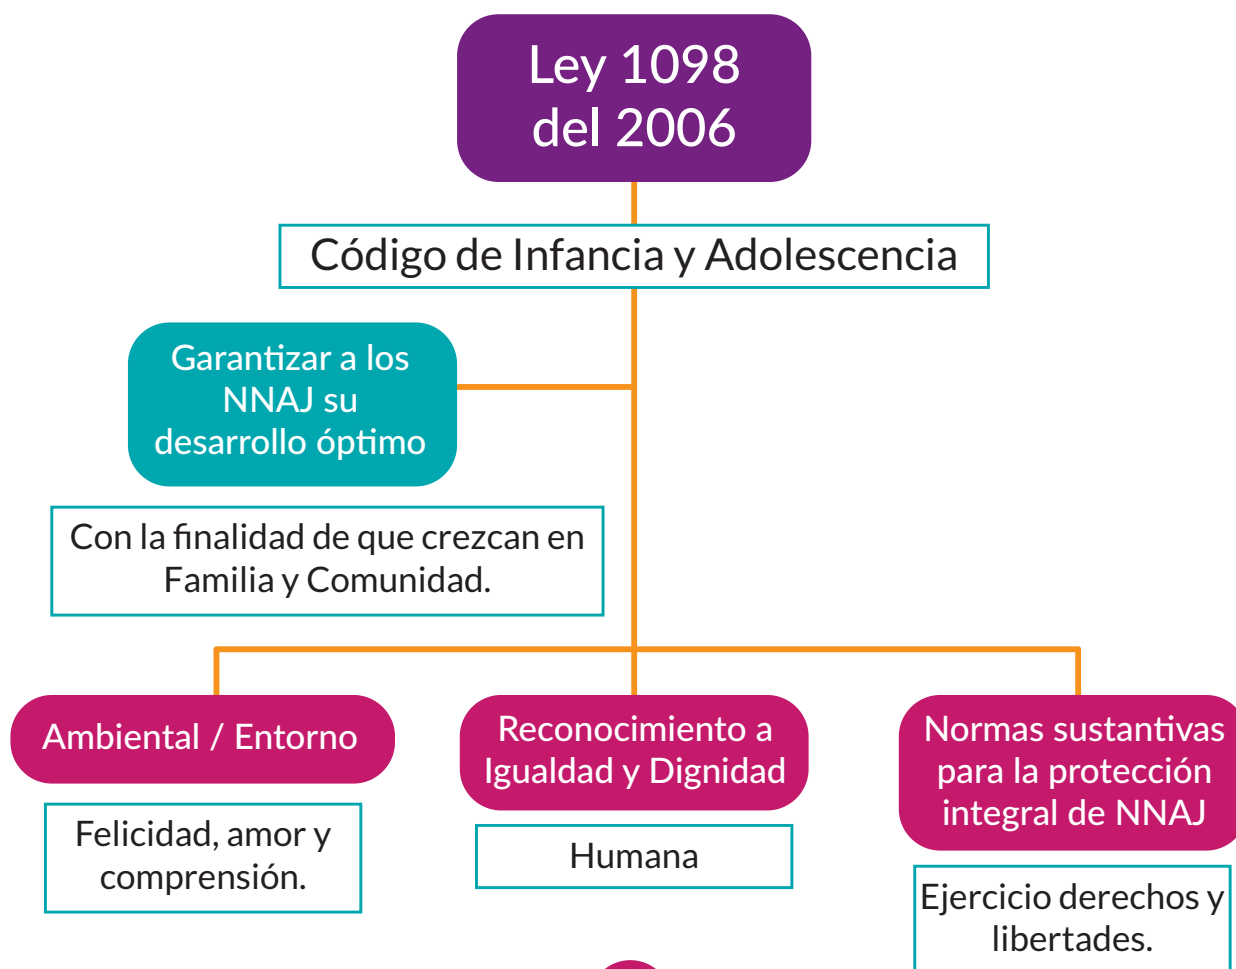 Ley 1098
del 2006
Código de Infancia y Adolescencia
Garantizar a los
NNAJ su
desarrollo óptimo
Con la finalidad de que crezcan en
Familia y Comunidad.
Ambiental / Entorno
Felicidad, amor y
comprensión.
Reconocimiento a
Igualdad y Dignidad
Humana
Normas sustantivas
para la protección
integral de NNAJ
Ejercicio derechos y
libertades.